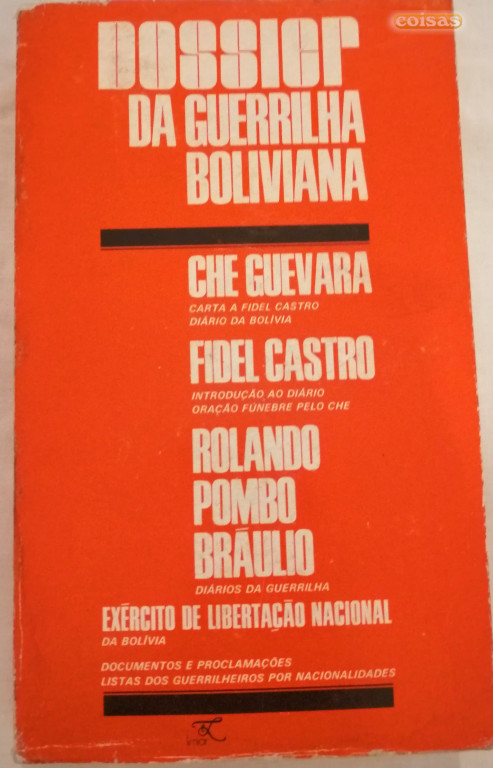 coisas
DOSSIER
DA GUERRILHA
BOLIVIANA
CHE GUEVARA
CARTA A FIDEL CASTRO
DIÁRIO DA BOLÍVIA
FIDEL CASTRO
INTRODUÇÃO AO DIÁRIO
ORAÇÃO FÚNEBRE PELO CHE
ROLANDO
POMBO
BRÁULIO
DIÁRIOS DA GUERRILHA
EXÉRCITO DE LIBERTAÇÃO NACIONAL
DA BOLÍVIA
DOCUMENTOS E PROCLAMAÇÕES
LISTAS DOS GUERRILHEIROS POR NACIONALIDADES